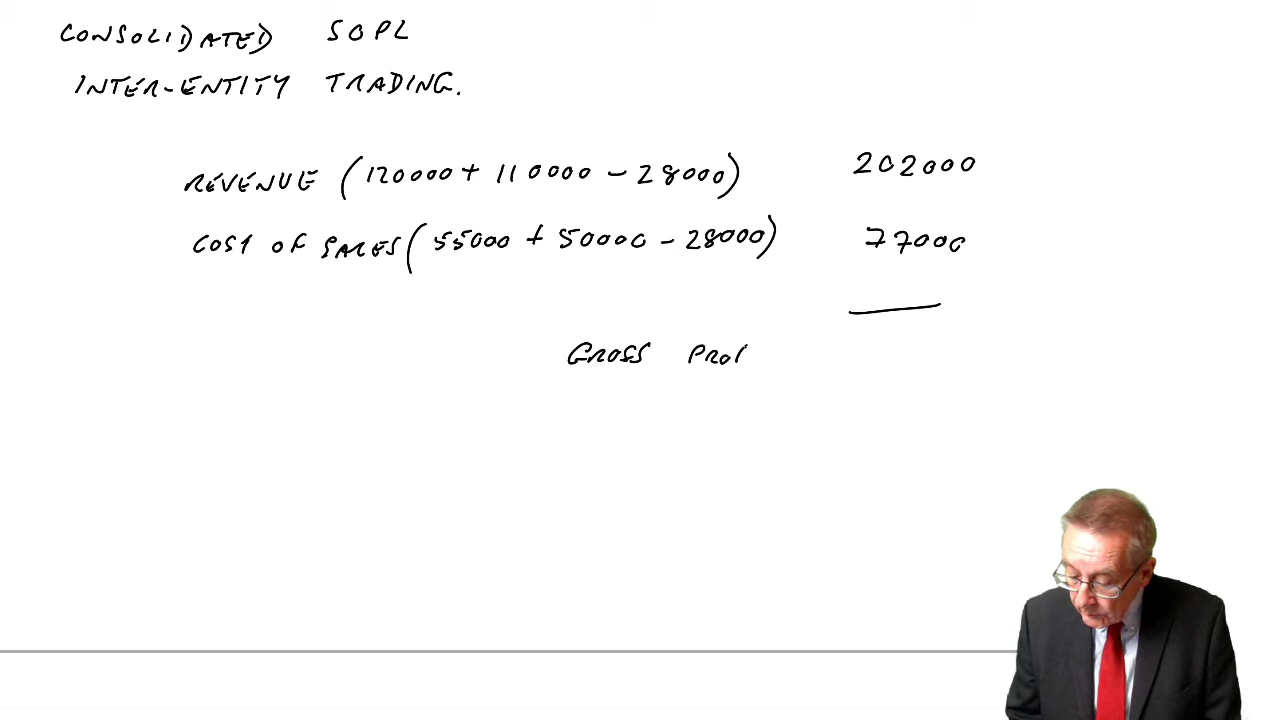 CONSOLIDATED SOPL
INTER-ENTITY TRADING.
REVENUE (120000 + 110000 - 28000) 202000
COST OF SALES (55000 + 50000 - 28000) 77000
GROSS PROF